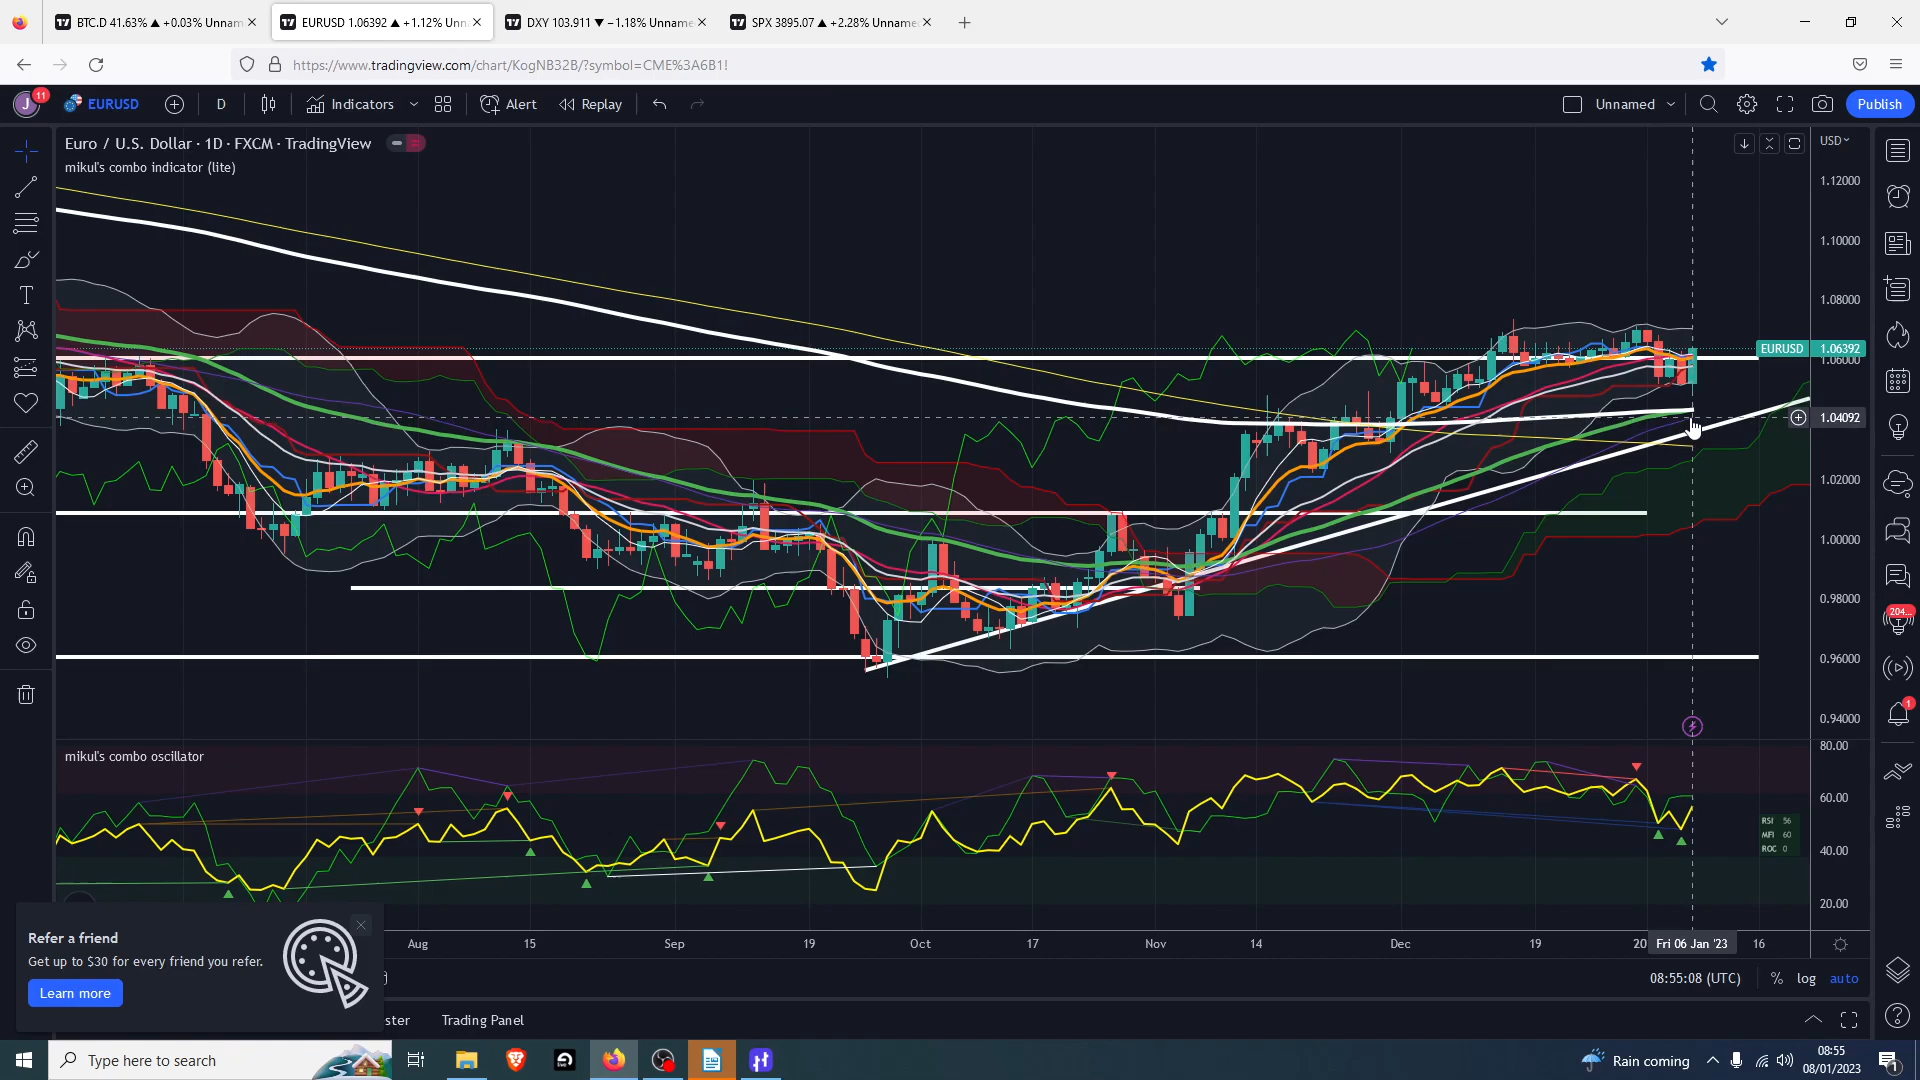 BTC.D 41.63% ▲ +0.03% Unnam
EURUSD 1.06392 ▲ +1.12% Unn
DXY 103.911 ▼ −1.18% Unname
SPX 3895.07 ▲ +2.28% Unname
https://www.tradingview.com/chart/KogNB32B/?symbol=CME%3A6B1!
J
11
EURUSD
D
Indicators
Alert
Replay
Unnamed
Publish
Euro / U.S. Dollar · 1D · FXCM · TradingView
mikul's combo indicator (lite)
USD
1.12000
1.10000
1.08000
EURUSD 1.06392
1.06000
1.04092
1.02000
1.00000
0.98000
0.96000
0.94000
204...
1
mikul's combo oscillator
80.00
60.00
RSI 56
MFI 60
ROC 0
40.00
20.00
Aug
15
Sep
19
Oct
17
Nov
14
Dec
19
20
Fri 06 Jan '23
16
Refer a friend
Get up to $30 for every friend you refer.
Learn more
08:55:08 (UTC)
%
log
auto
ster
Trading Panel
Type here to search
Rain coming
08:55
08/01/2023
1